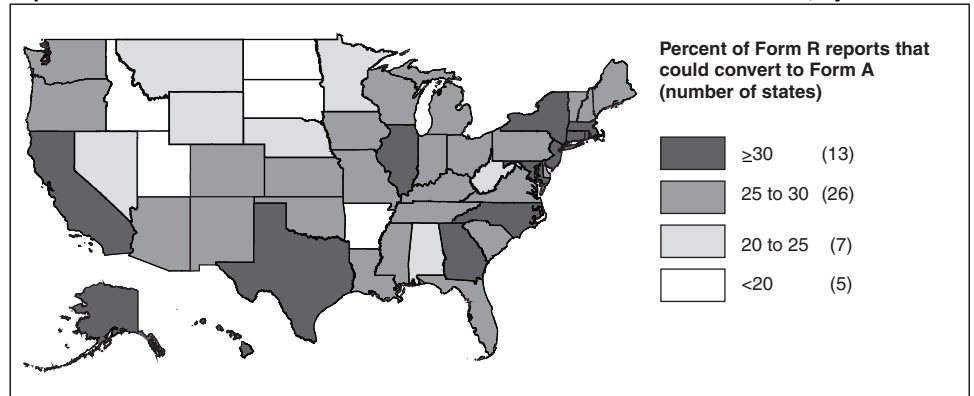 Percent of Form R reports that
could convert to Form A
(number of states)
≥30 (13)
25 to 30 (26)
20 to 25 (7)
<20 (5)